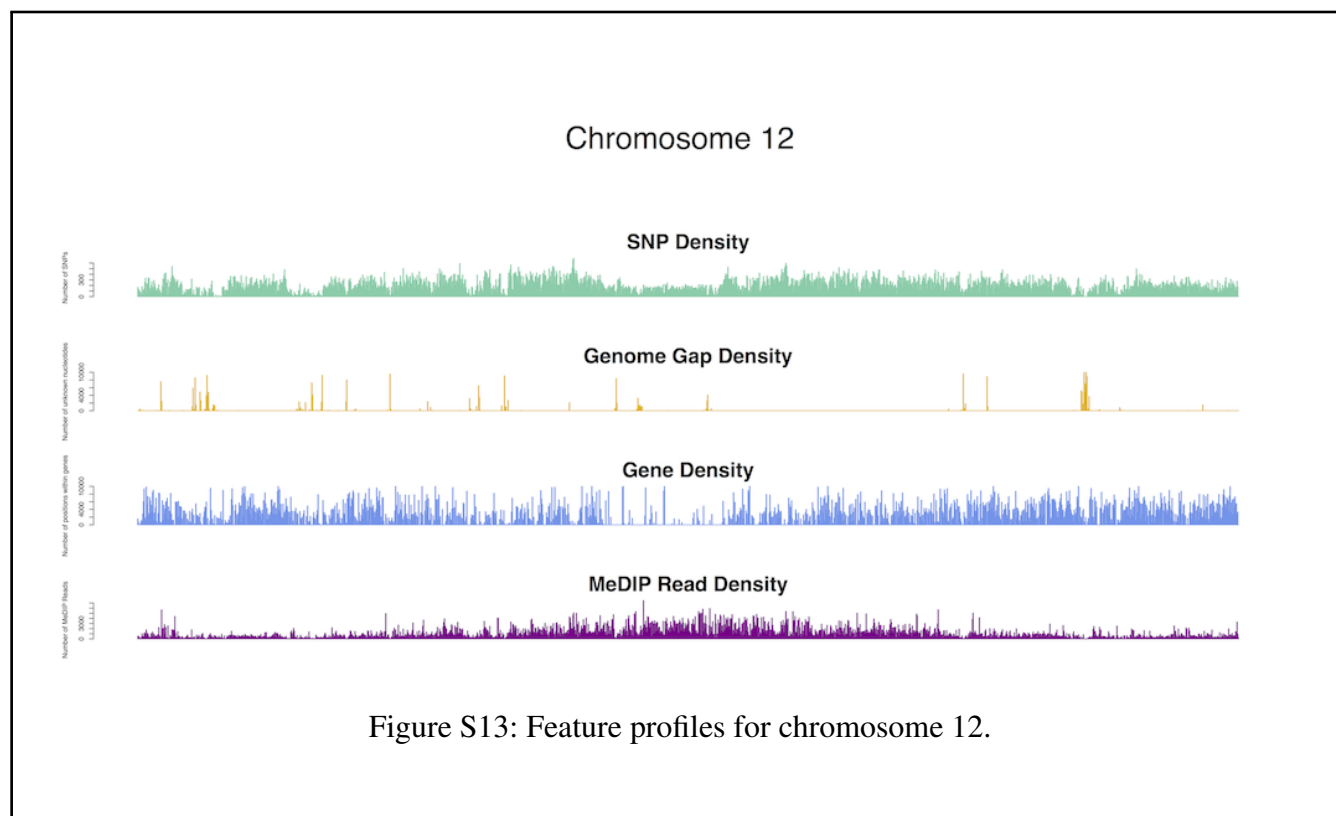 Chromosome 12
SNP Density
Number of SNPs
0 300
Genome Gap Density
Number of unknown nucleotides
0 4000 10000
Gene Density
Number of positions within genes
0 4000 10000
MeDIP Read Density
Number of MeDIP Reads
0 3000
Figure S13: Feature profiles for chromosome 12.